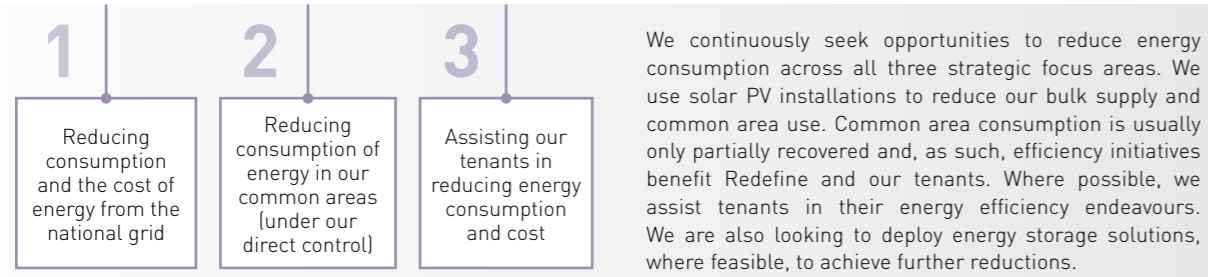 1
Reducing
consumption
and the cost of
energy from the
national grid
2
Reducing
consumption of
energy in our
common areas
(under our
direct control)
3
Assisting our
tenants in
reducing energy
consumption
and cost
We continuously seek opportunities to reduce energy
consumption across all three strategic focus areas. We
use solar PV installations to reduce our bulk supply and
common area use. Common area consumption is usually
only partially recovered and, as such, efficiency initiatives
benefit Redefine and our tenants. Where possible, we
assist tenants in their energy efficiency endeavours.
We are also looking to deploy energy storage solutions,
where feasible, to achieve further reductions.